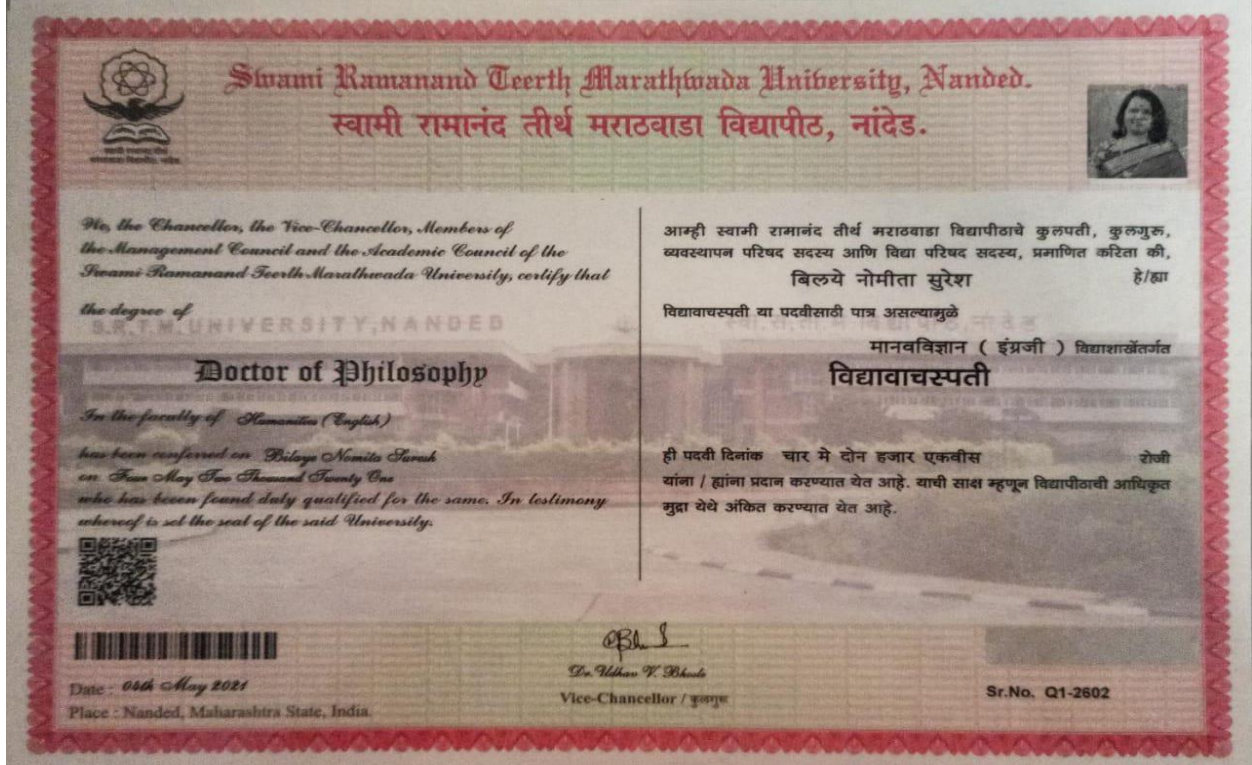 Swami Ramanand Teerth Marathwada University, Nanded.
स्वामी रामानंद तीर्थ मराठवाडा विद्यापीठ, नांदेड.
We, the Chancellor, the Vice-Chancellor, Members of
the Management Council and the Academic Council of the
Swami Ramanand Teerth Marathwada University, certify that
the degree of
S.R.T.M.UNIVERSITY,NANDED
Doctor of Philosophy
In the faculty of Humanities (English)
has been conferred on Bilaye Nomita Suresh
on Four May Two Thousand Twenty One
who has been found duly qualified for the same. In testimony
whereof is set the seal of the said University.
आम्ही स्वामी रामानंद तीर्थ मराठवाडा विद्यापीठाचे कुलपती, कुलगुरू,
व्यवस्थापन परिषद सदस्य आणि विद्या परिषद सदस्य, प्रमाणित करिता की,
बिलये नोमीता सुरेश हे/ह्या
विद्यावाचस्पती या पदवीसाठी पात्र असल्यामुळे
मानवविज्ञान ( इंग्रजी ) विद्याशाखेंतर्गत
विद्यावाचस्पती
ही पदवी दिनांक चार मे दोन हजार एकवीस रोजी
यांना / ह्यांना प्रदान करण्यात येत आहे. याची साक्ष म्हणून विद्यापीठाची अधिकृत
मुद्रा येथे अंकित करण्यात येत आहे.
Date : 04th May 2021
Place : Nanded, Maharashtra State, India.
Dr. Udhav V. Bhosle
Vice-Chancellor / कुलगुरू
Sr.No. Q1-2602